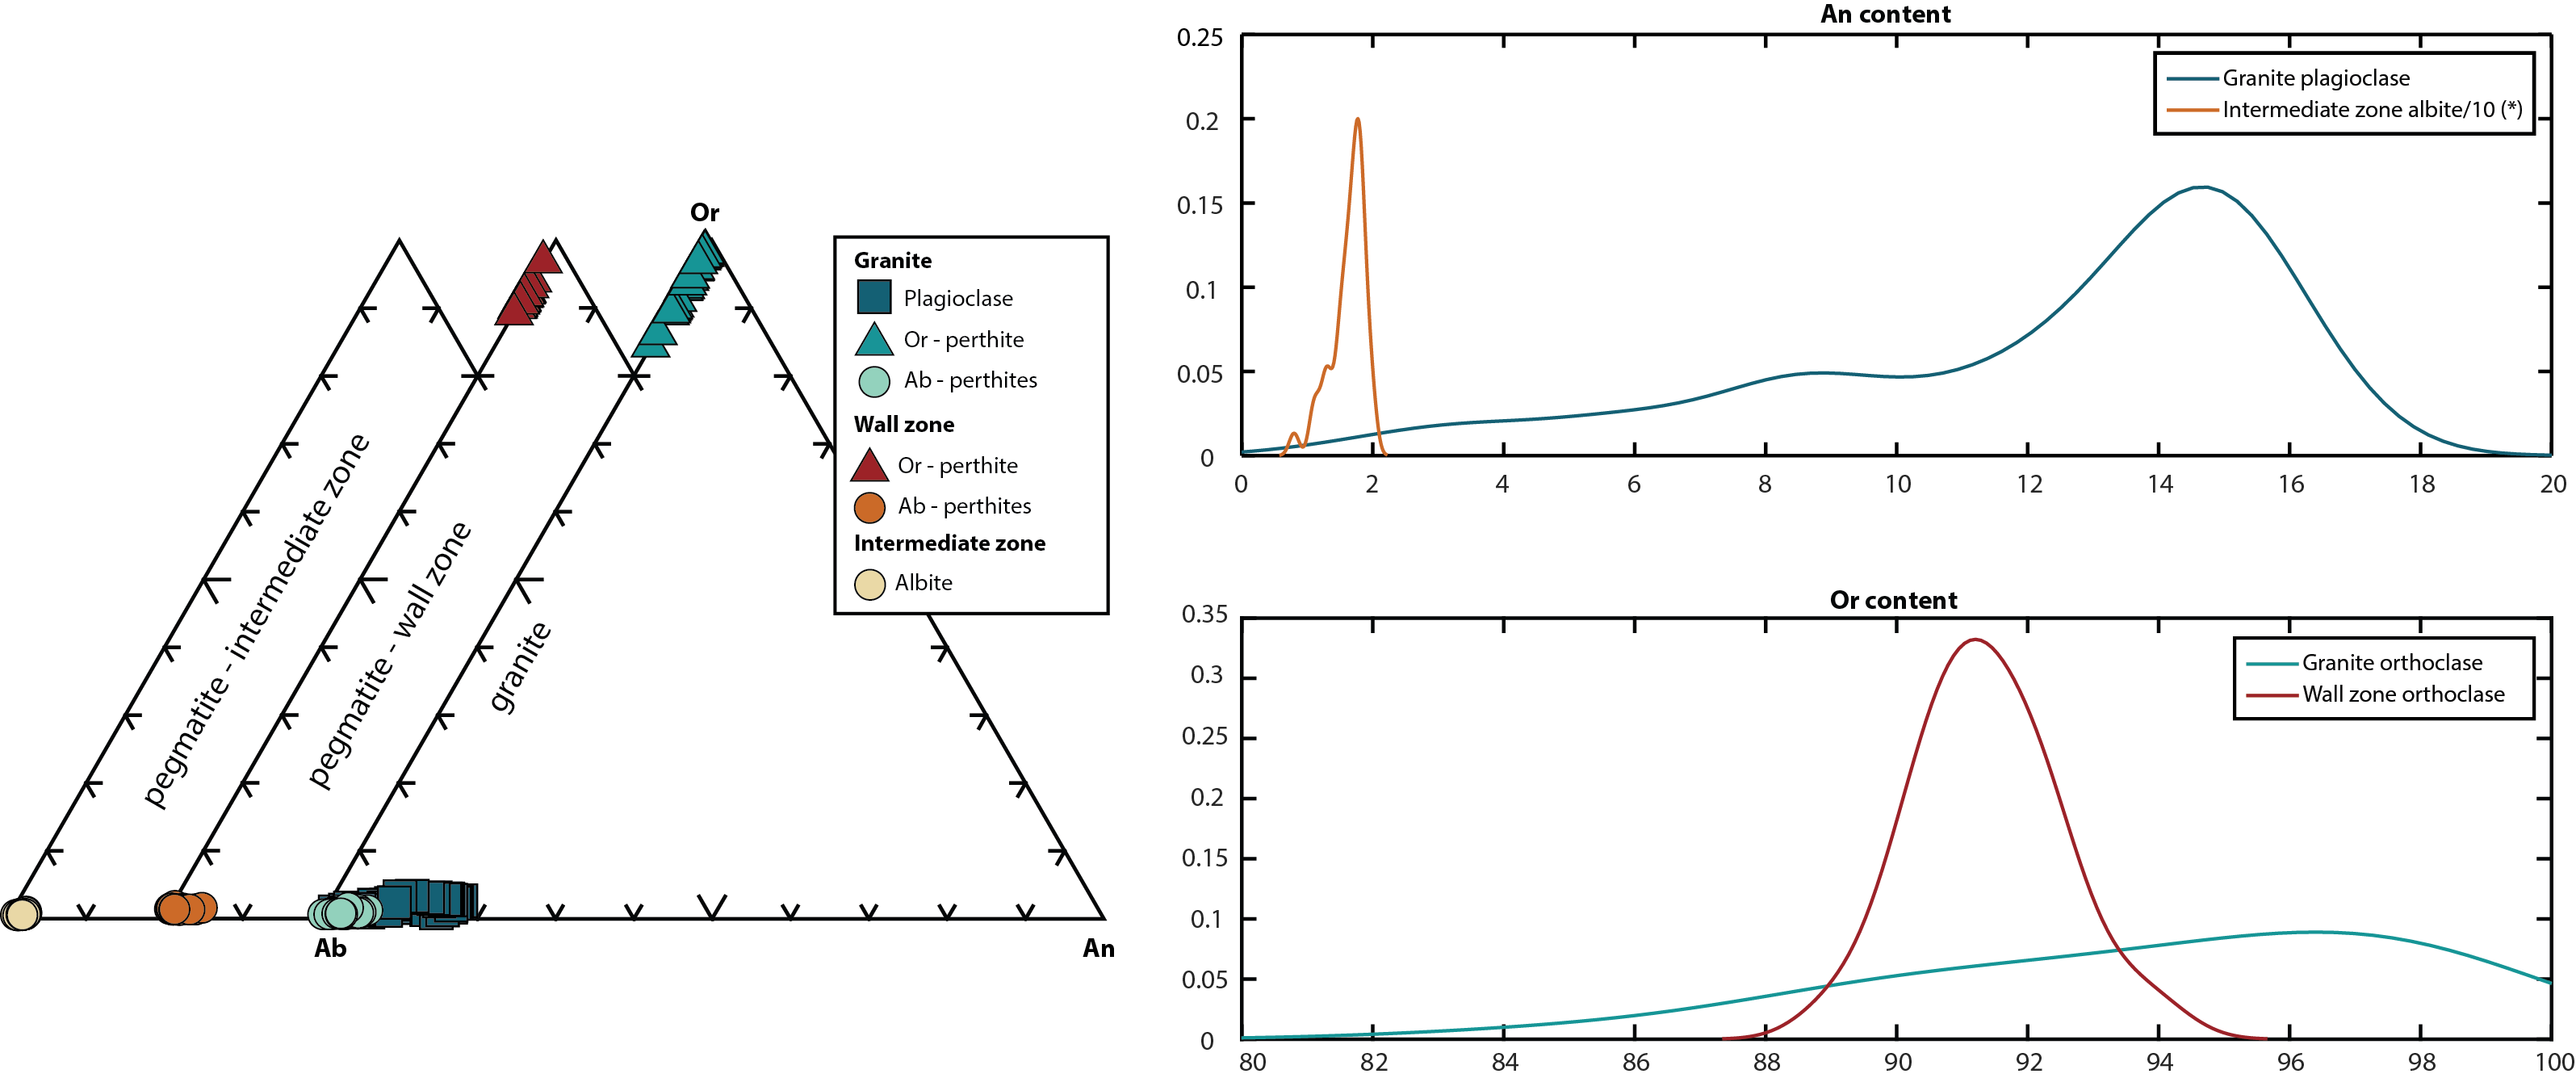 Or
pegmatite - intermediate zone
pegmatite - wall zone
granite
Ab
An
Granite
Plagioclase
Or - perthite
Ab - perthites
Wall zone
Or - perthite
Ab - perthites
Intermediate zone
Albite
An content
0.25
0.2
0.15
0.1
0.05
0
0 2 4 6 8 10 12 14 16 18 20
Granite plagioclase
Intermediate zone albite/10 (*)
Or content
0.35
0.3
0.25
0.2
0.15
0.1
0.05
0
80 82 84 86 88 90 92 94 96 98 100
Granite orthoclase
Wall zone orthoclase